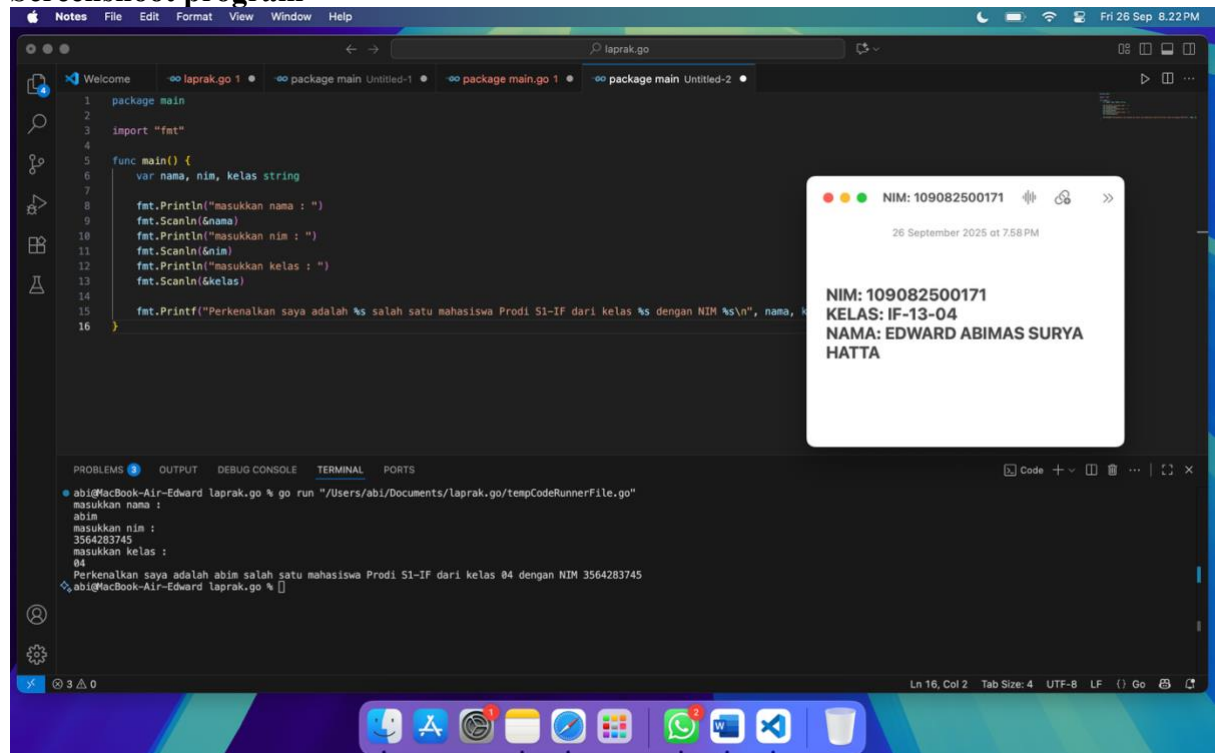 Screenshoot program
Notes File Edit Format View Window Help
Fri 26 Sep 8.22 PM
laprak.go
Welcome
laprak.go 1
package main Untitled-1
package main.go 1
package main Untitled-2
1 package main
2
3 import "fmt"
4
5 func main() {
6 var nama, nim, kelas string
7
8 fmt.Println("masukkan nama : ")
9 fmt.Scanln(&nama)
10 fmt.Println("masukkan nim : ")
11 fmt.Scanln(&nim)
12 fmt.Println("masukkan kelas : ")
13 fmt.Scanln(&kelas)
14
15 fmt.Printf("Perkenalkan saya adalah %s salah satu mahasiswa Prodi S1-IF dari kelas %s dengan NIM %s\n", nama, k
16 }
NIM: 109082500171
26 September 2025 at 7.58 PM
NIM: 109082500171
KELAS: IF-13-04
NAMA: EDWARD ABIMAS SURYA
HATTA
PROBLEMS 3 OUTPUT DEBUG CONSOLE TERMINAL PORTS
Code
abi@MacBook-Air-Edward laprak.go % go run "/Users/abi/Documents/laprak.go/tempCodeRunnerFile.go"
masukkan nama :
abim
masukkan nim :
3564283745
masukkan kelas :
04
Perkenalkan saya adalah abim salah satu mahasiswa Prodi S1-IF dari kelas 04 dengan NIM 3564283745
abi@MacBook-Air-Edward laprak.go %
3 0
Ln 16, Col 2 Tab Size: 4 UTF-8 LF {} Go